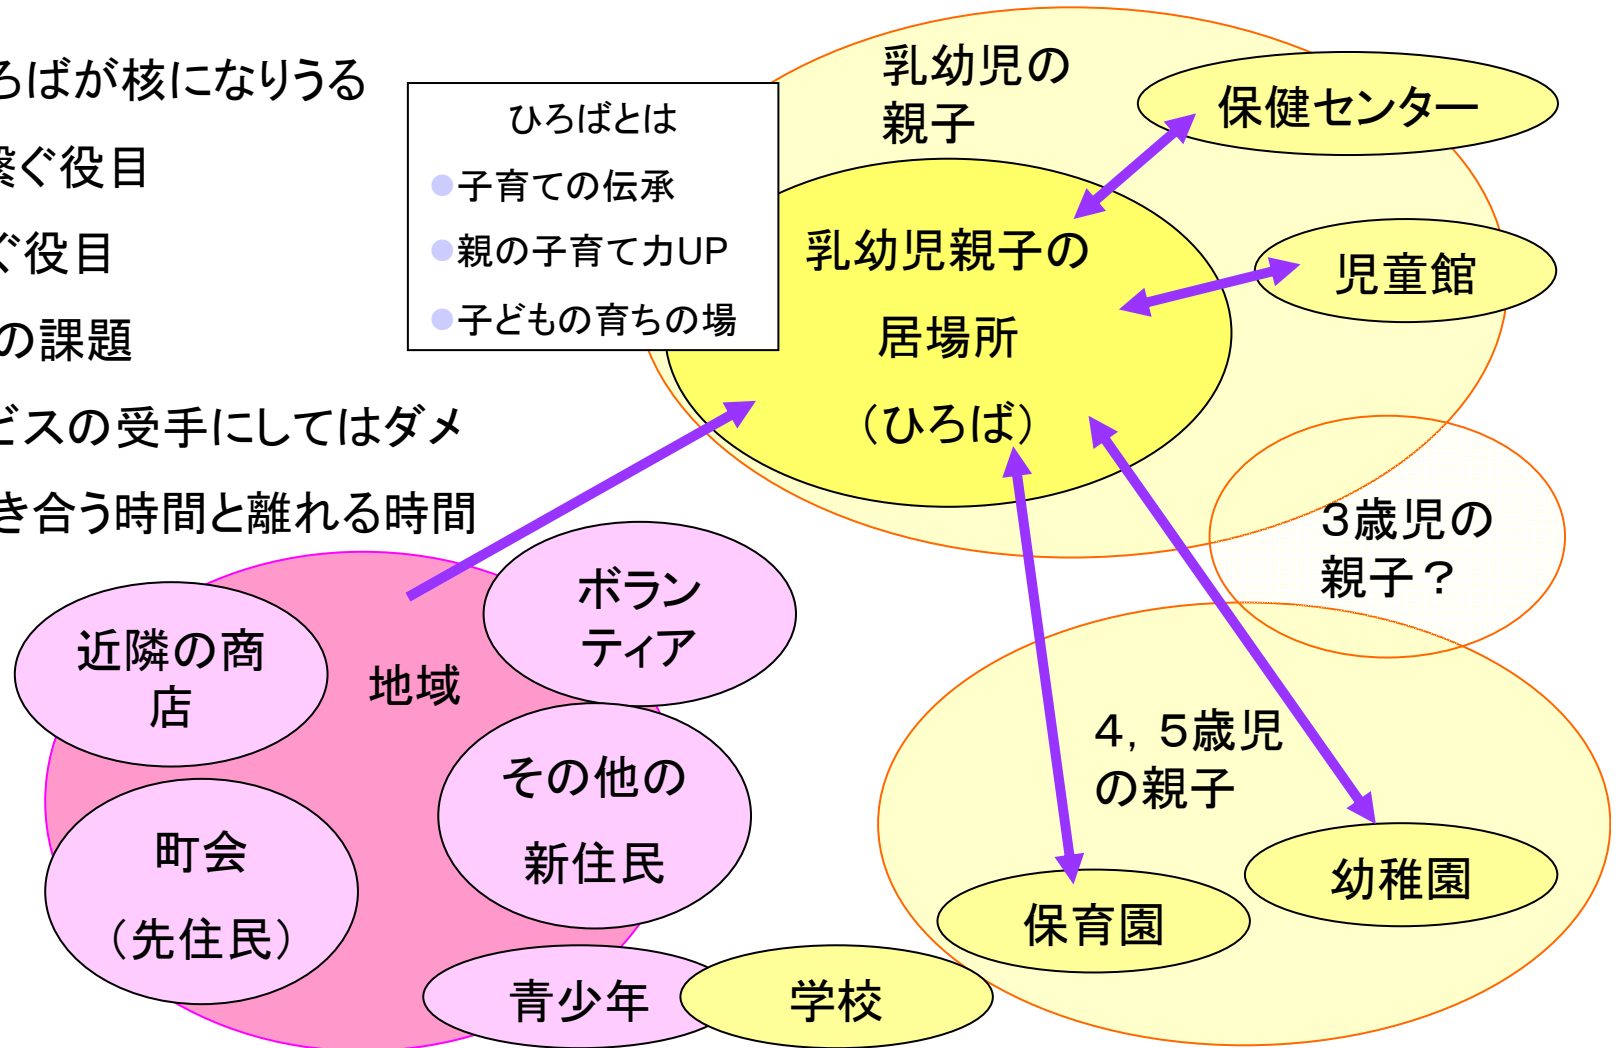 ろばが核になりうる
繋ぐ役目
ぐ役目
の課題
ビスの受手にしてはダメ
き合う時間と離れる時間
ひろばとは
子育ての伝承
親の子育て力UP
子どもの育ちの場
乳幼児の
親子
保健センター
乳幼児親子の
居場所
（ひろば）
児童館
3歳児の
親子？
4，5歳児
の親子
保育園
幼稚園
地域
近隣の商
店
ボラン
ティア
その他の
新住民
町会
（先住民）
青少年
学校